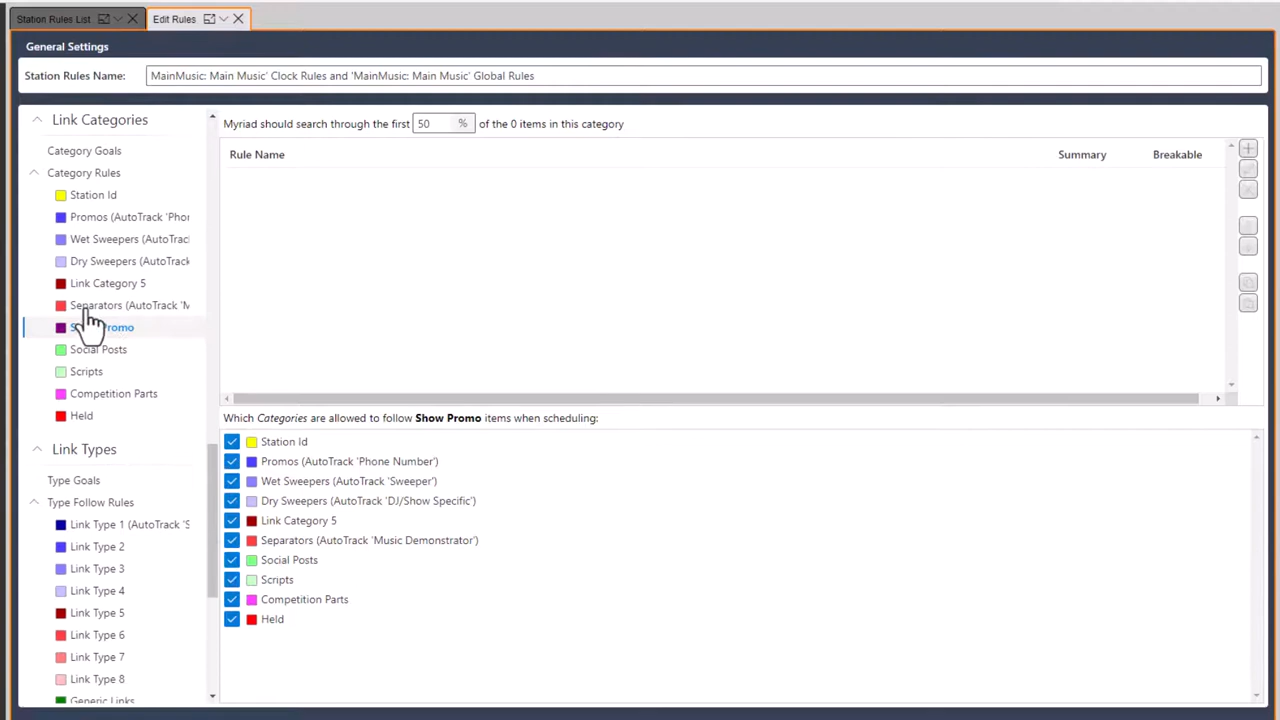 Station Rules List
Edit Rules
General Settings
Station Rules Name:
MainMusic: Main Music' Clock Rules and 'MainMusic: Main Music' Global Rules
Link Categories
Category Goals
Category Rules
Station Id
Promos (AutoTrack 'Phor
Wet Sweepers (AutoTrac
Dry Sweepers (AutoTrack
Link Category 5
Separators (AutoTrack 'M
Promo
Social Posts
Scripts
Competition Parts
Held
Link Types
Type Goals
Type Follow Rules
Link Type 1 (AutoTrack 'S
Link Type 2
Link Type 3
Link Type 4
Link Type 5
Link Type 6
Link Type 7
Link Type 8
Generic Links
Myriad should search through the first 50 % of the 0 items in this category
Rule Name Summary Breakable
Which Categories are allowed to follow Show Promo items when scheduling:
Station Id
Promos (AutoTrack 'Phone Number')
Wet Sweepers (AutoTrack 'Sweeper')
Dry Sweepers (AutoTrack 'DJ/Show Specific')
Link Category 5
Separators (AutoTrack 'Music Demonstrator')
Social Posts
Scripts
Competition Parts
Held